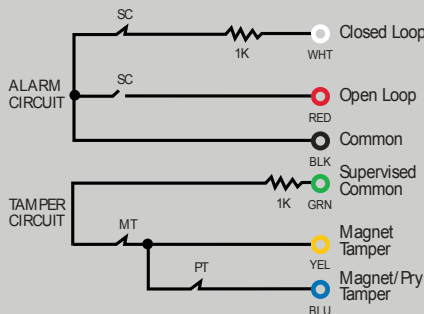 SC
1K
Closed Loop
WHT
ALARM
CIRCUIT
SC
Open Loop
RED
Common
BLK
Supervised
Common
1K
GRN
TAMPER
CIRCUIT
MT
Magnet
Tamper
YEL
PT
Magnet/Pry
Tamper
BLU